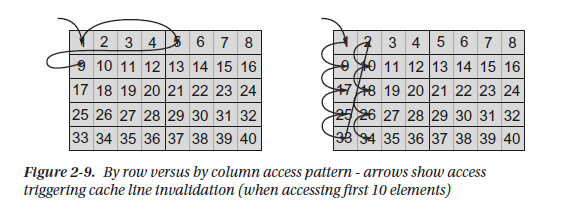 1 2 3 4 5 6 7 8
9 10 11 12 13 14 15 16
17 18 19 20 21 22 23 24
25 26 27 28 29 30 31 32
33 34 35 36 37 38 39 40
1 2 3 4 5 6 7 8
9 10 11 12 13 14 15 16
17 18 19 20 21 22 23 24
25 26 27 28 29 30 31 32
33 34 35 36 37 38 39 40
Figure 2-9. By row versus by column access pattern - arrows show access
triggering cache line invalidation (when accessing first 10 elements)